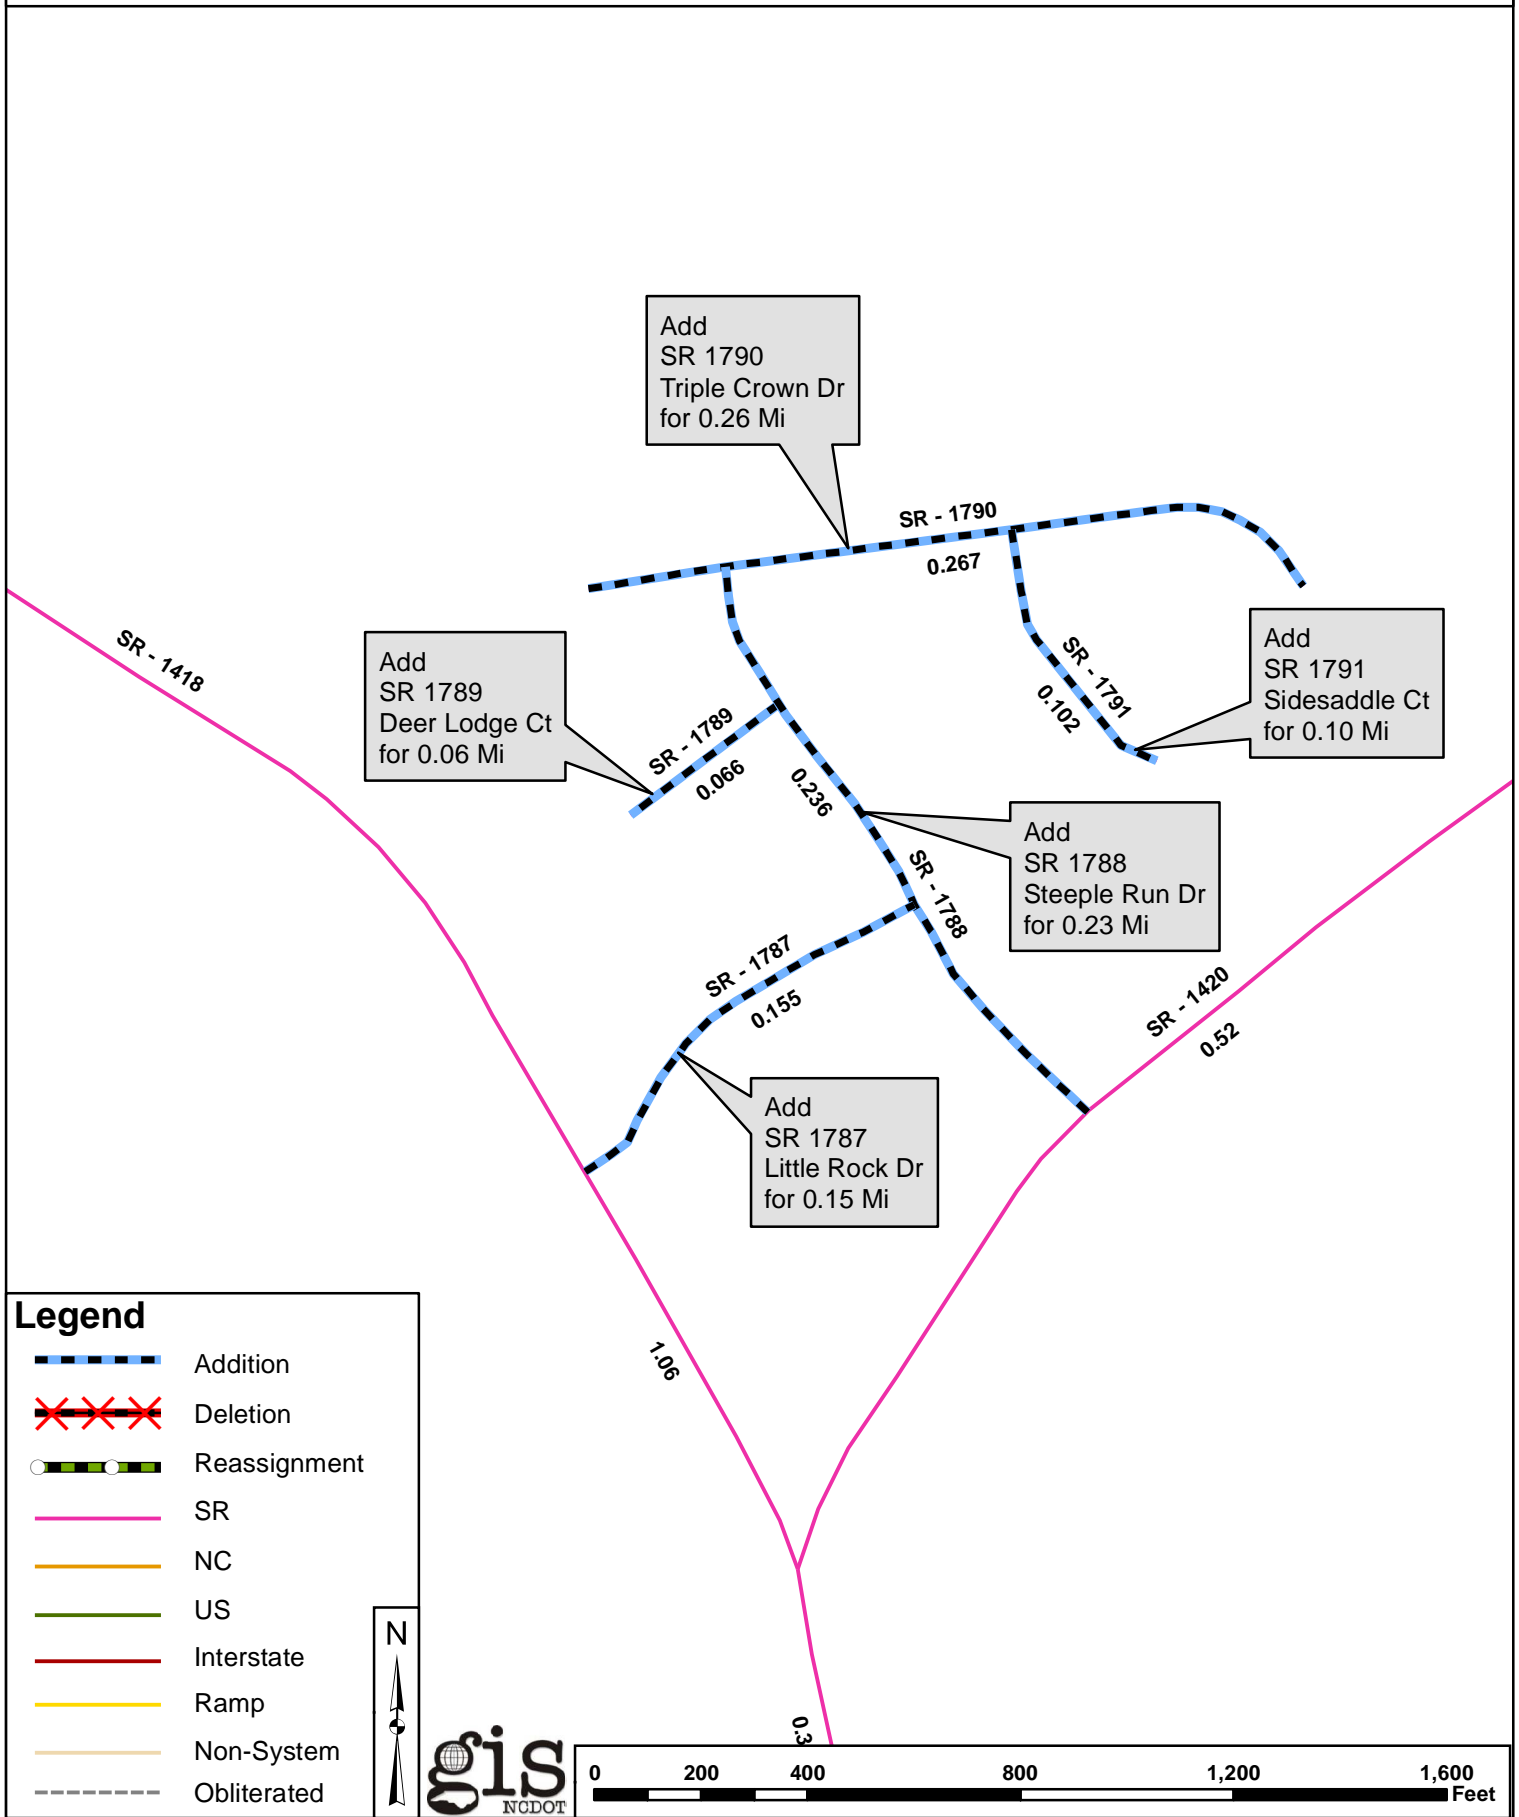 Add
SR 1790
Triple Crown Dr
for 0.26 Mi
SR - 1790
0.267
SR - 1418
Add
SR 1789
Deer Lodge Ct
for 0.06 Mi
SR - 1789
0.066
0.236
SR - 1791
0.102
Add
SR 1791
Sidesaddle Ct
for 0.10 Mi
Add
SR 1788
Steeple Run Dr
for 0.23 Mi
SR - 1788
SR - 1787
0.155
SR - 1420
0.52
Add
SR 1787
Little Rock Dr
for 0.15 Mi
1.06
0.3
Legend
Addition
Deletion
Reassignment
SR
NC
US
Interstate
Ramp
Non-System
Obliterated
N
gis
NCDOT
0 200 400 800 1,200 1,600
Feet